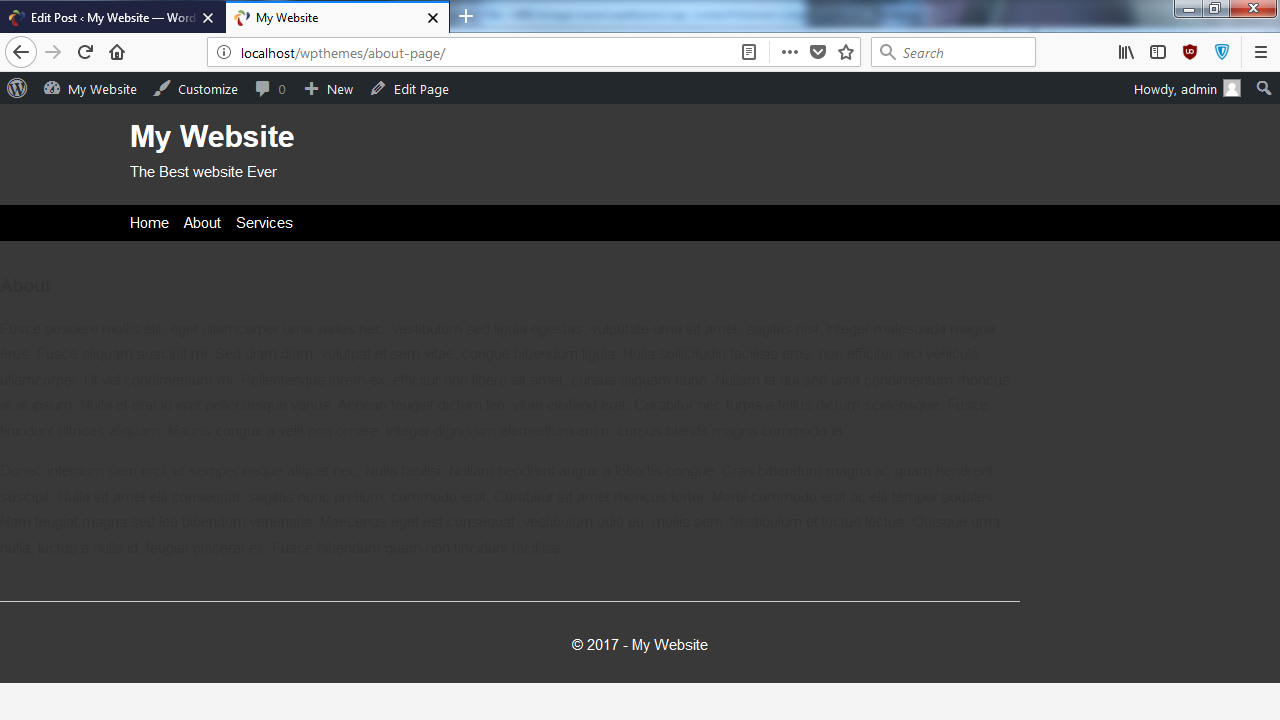 Edit Post ‹ My Website — Word
My Website
localhost/wpthemes/about-page/
Search
My Website
Customize
0
New
Edit Page
Howdy, admin
My Website
The Best website Ever
Home
About
Services
About
Fusce posuere mollis elit, eget ullamcorper urna varius nec. Vestibulum sed ligula egestas, vulputate urna sit amet, sagittis nisl. Integer malesuada magna
eros. Fusce aliquam suscipit mi. Sed diam diam, volutpat et sem vitae, congue bibendum ligula. Nulla sollicitudin facilisis eros, non efficitur orci vehicula
ullamcorper. Ut vis condimentum mi. Pellentesque lorem ex, efficitur non libero sit amet, cursus aliquam nunc. Nullam id dui sed urna condimentum rhoncus
ut at ipsum. Nulla et erat id erat pellentesque varius. Aenean feugiat dictum leo, vitae eleifend erat. Curabitur nec turpis a tellus dictum scelerisque. Fusce
tincidunt ultrices aliquam. Mauris congue a velit non ornare. Integer dignissim elementum enim, cursus blandit magna commodo et.
Donec interdum sem orci, id semper neque aliquet nec. Nulla facilisi. Nullam hendrerit augue a lobortis congue. Cras bibendum magna ac quam hendrerit
suscipit. Nulla sit amet elit consequat, sagittis nunc pretium, commodo erat. Curabitur sit amet rhoncus tortor. Morbi commodo erat ac elit tempor sodales.
Nam feugiat magna sed leo bibendum venenatis. Maecenas eget est consequat, vestibulum odio eu, mollis sem. Vestibulum et luctus lectus. Quisque urna
nulla, luctus a nulla id, feugiat placerat ex. Fusce bibendum quam non tincidunt facilisis.
© 2017 - My Website